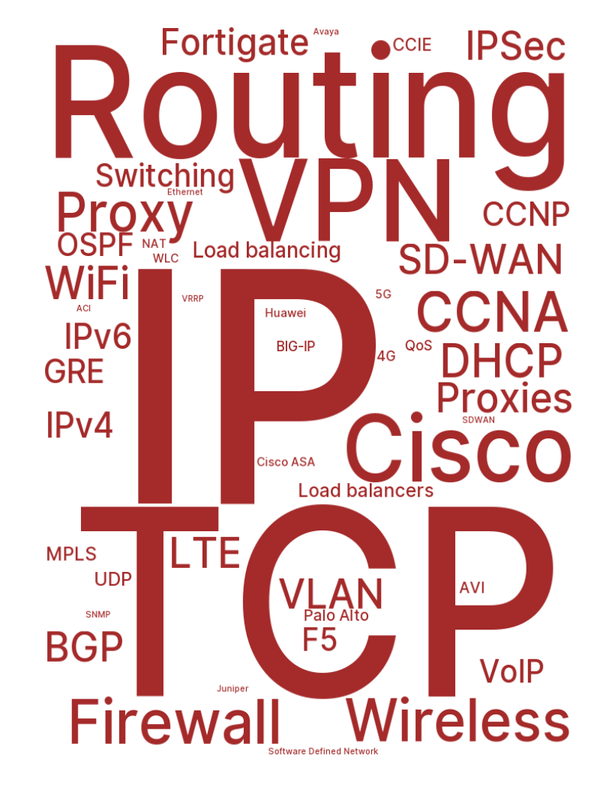 Avaya
Fortigate
CCIE
IPSec
Routing
Switching
VPN
Ethernet
Proxy
CCNP
OSPF
NAT
Load balancing
WLC
SD-WAN
WiFi
IP
VRRP
5G
ACI
Huawei
CCNA
IPv6
BIG-IP
QoS
4G
DHCP
GRE
Proxies
SDWAN
IPv4
Cisco
Cisco ASA
Load balancers
TCP
MPLS
LTE
UDP
VLAN
AVI
SNMP
Palo Alto
BGP
F5
VoIP
Juniper
Firewall
Wireless
Software Defined Network